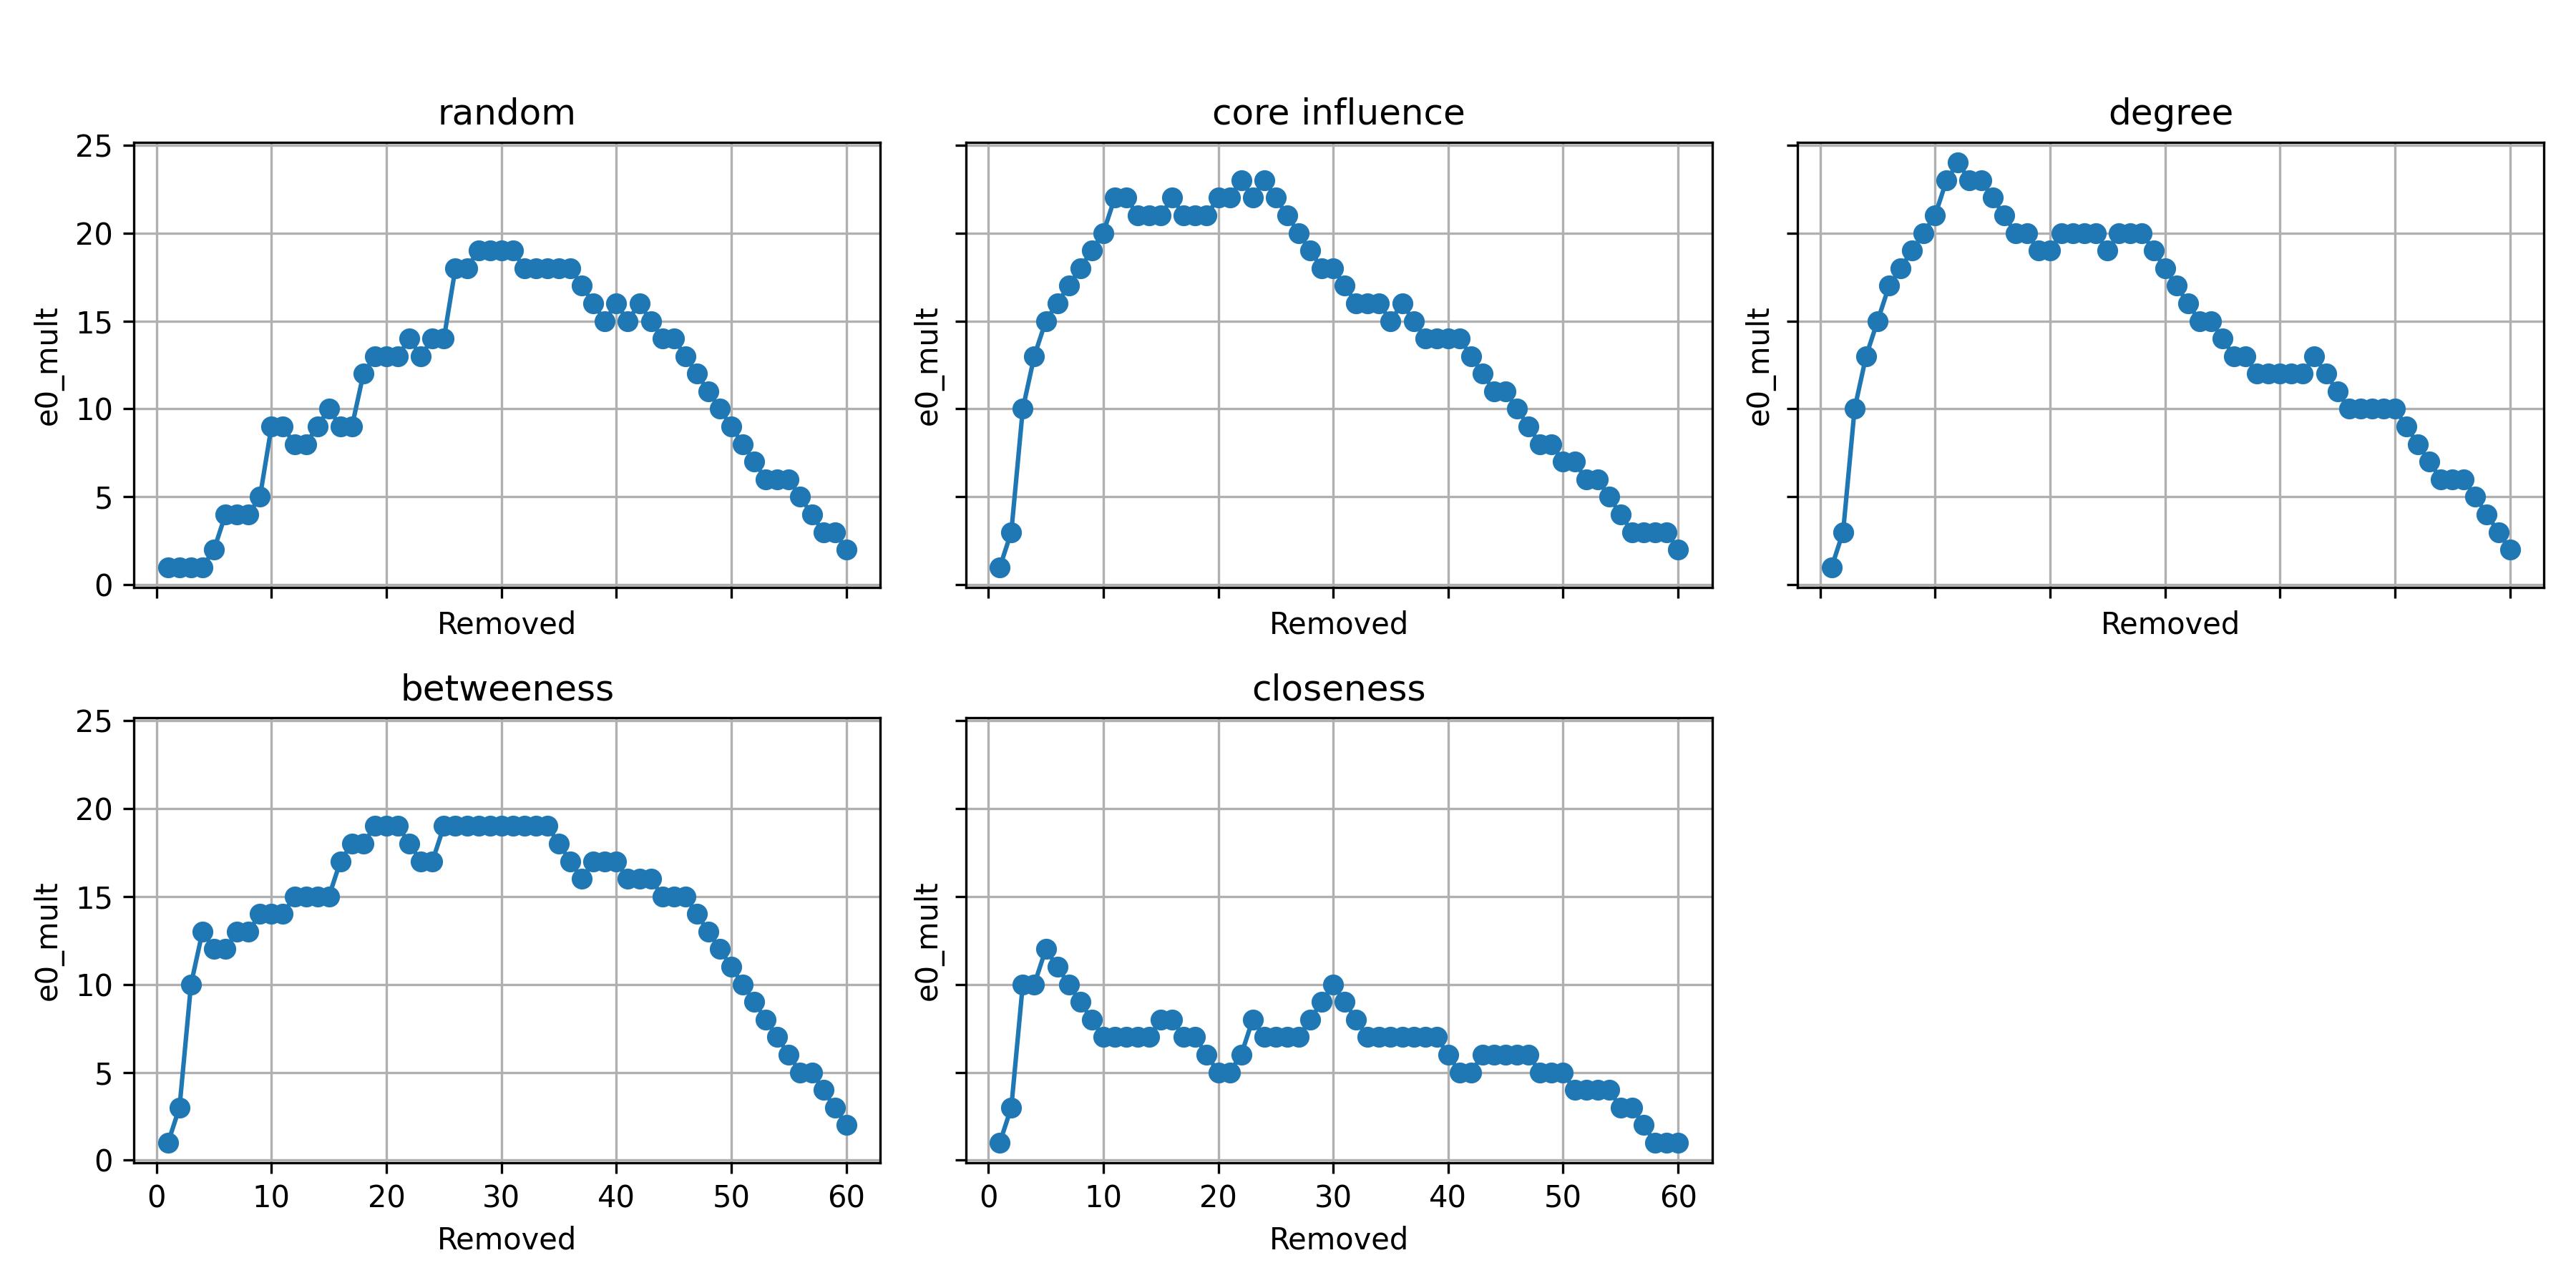 random
core influence
degree
25
20
15
10
5
0
e0_mult
e0_mult
e0_mult
Removed
Removed
Removed
betweeness
closeness
25
20
15
10
5
0
e0_mult
e0_mult
0 10 20 30 40 50 60
0 10 20 30 40 50 60
Removed
Removed